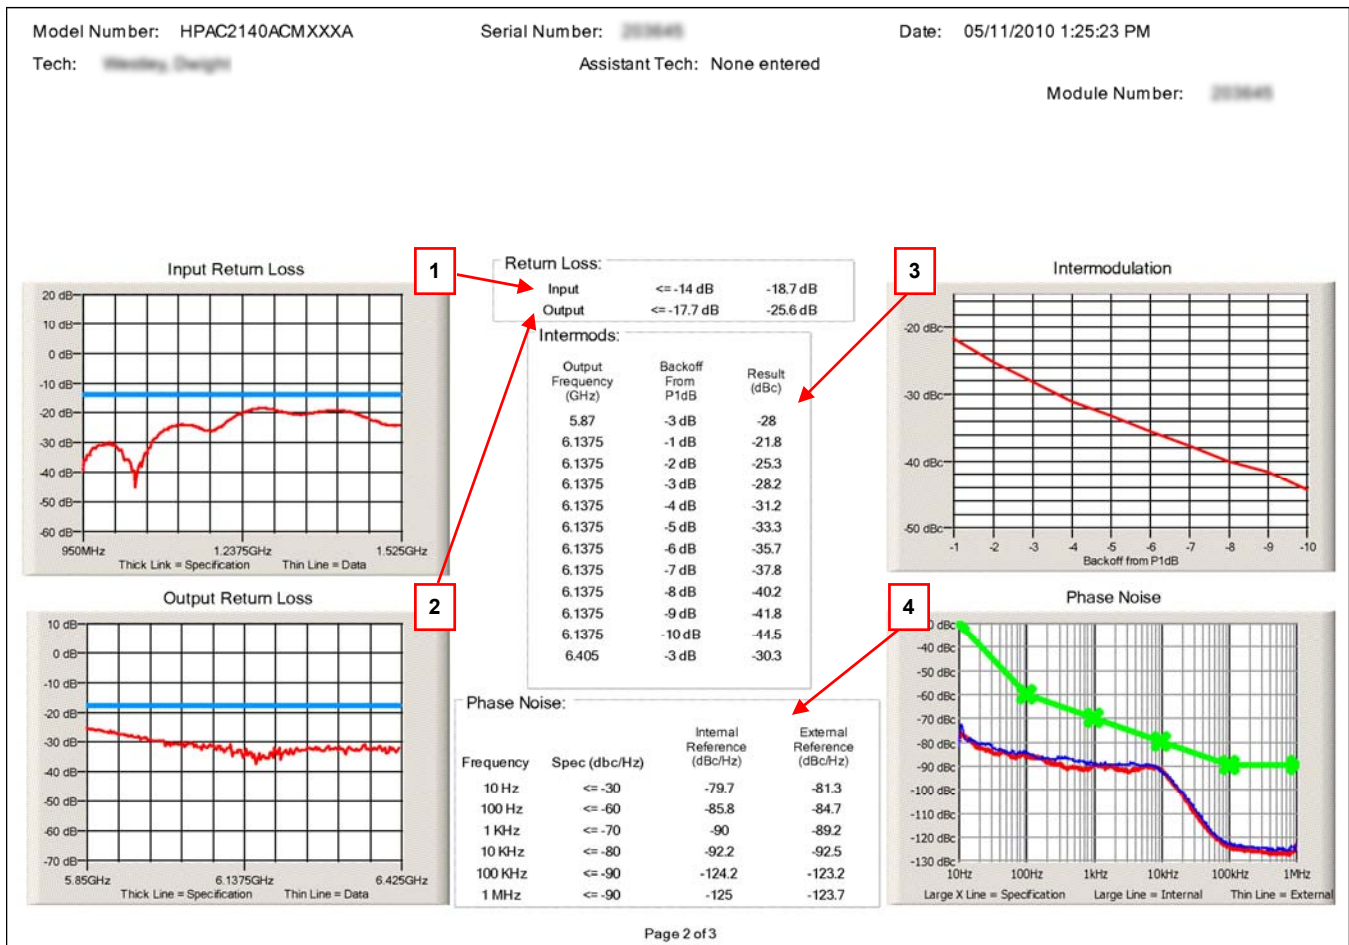 Model Number: HPAC2140ACMXXXA Serial Number: Date: 05/11/2010 1:25:23 PM
Tech: Assistant Tech: None entered
Module Number:
Input Return Loss
20 dB
10 dB
0 dB
-10 dB
-20 dB
-30 dB
-40 dB
-50 dB
-60 dB
950MHz 1.2375GHz 1.525GHz
Thick Link = Specification Thin Line = Data
1
Return Loss:
Input <= -14 dB -18.7 dB
Output <= -17.7 dB -25.6 dB
3
Intermods:
Output Frequency (GHz) Backoff From P1dB Result (dBc)
5.87 -3 dB -28
6.1375 -1 dB -21.8
6.1375 -2 dB -25.3
6.1375 -3 dB -28.2
6.1375 -4 dB -31.2
6.1375 -5 dB -33.3
6.1375 -6 dB -35.7
6.1375 -7 dB -37.8
6.1375 -8 dB -40.2
6.1375 -9 dB -41.8
6.1375 -10 dB -44.5
6.405 -3 dB -30.3
Intermodulation
-20 dBc
-30 dBc
-40 dBc
-50 dBc
-1 -2 -3 -4 -5 -6 -7 -8 -9 -10
Backoff from P1dB
Output Return Loss
10 dB
0 dB
-10 dB
-20 dB
-30 dB
-40 dB
-50 dB
-60 dB
-70 dB
5.85GHz 6.1375GHz 6.425GHz
Thick Line = Specification Thin Line = Data
2
4
Phase Noise:
Frequency Spec (dbc/Hz) Internal Reference (dBc/Hz) External Reference (dBc/Hz)
10 Hz <= -30 -79.7 -81.3
100 Hz <= -60 -85.8 -84.7
1 KHz <= -70 -90 -89.2
10 KHz <= -80 -92.2 -92.5
100 KHz <= -90 -124.2 -123.2
1 MHz <= -90 -125 -123.7
Phase Noise
0 dBc
-40 dBc
-50 dBc
-60 dBc
-70 dBc
-80 dBc
-90 dBc
-100 dBc
-110 dBc
-120 dBc
-130 dBc
10Hz 100Hz 1kHz 10kHz 100kHz 1MHz
Large X Line = Specification Large Line = Internal Thin Line = External
Page 2 of 3